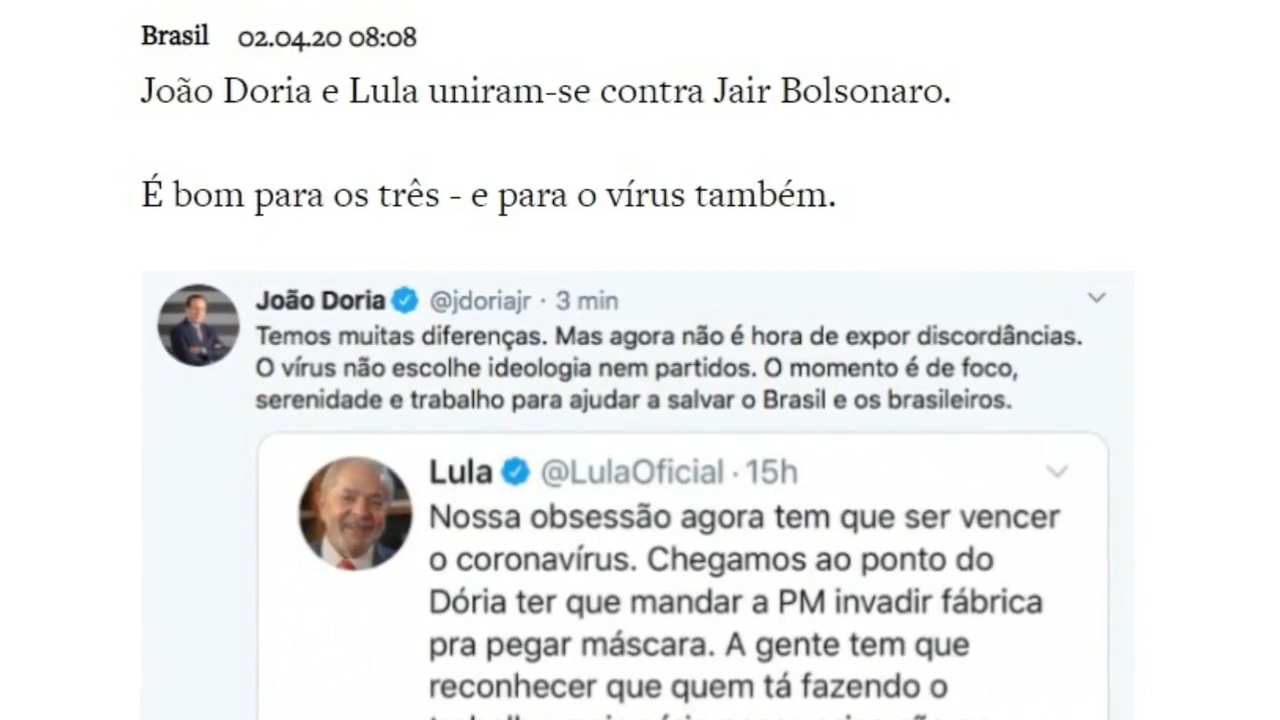 Brasil 02.04.20 08:08
João Doria e Lula uniram-se contra Jair Bolsonaro.
É bom para os três - e para o vírus também.
João Doria @jdoriajr · 3 min
Temos muitas diferenças. Mas agora não é hora de expor discordâncias.
O vírus não escolhe ideologia nem partidos. O momento é de foco,
serenidade e trabalho para ajudar a salvar o Brasil e os brasileiros.
Lula @LulaOficial · 15h
Nossa obsessão agora tem que ser vencer
o coronavírus. Chegamos ao ponto do
Dória ter que mandar a PM invadir fábrica
pra pegar máscara. A gente tem que
reconhecer que quem tá fazendo o